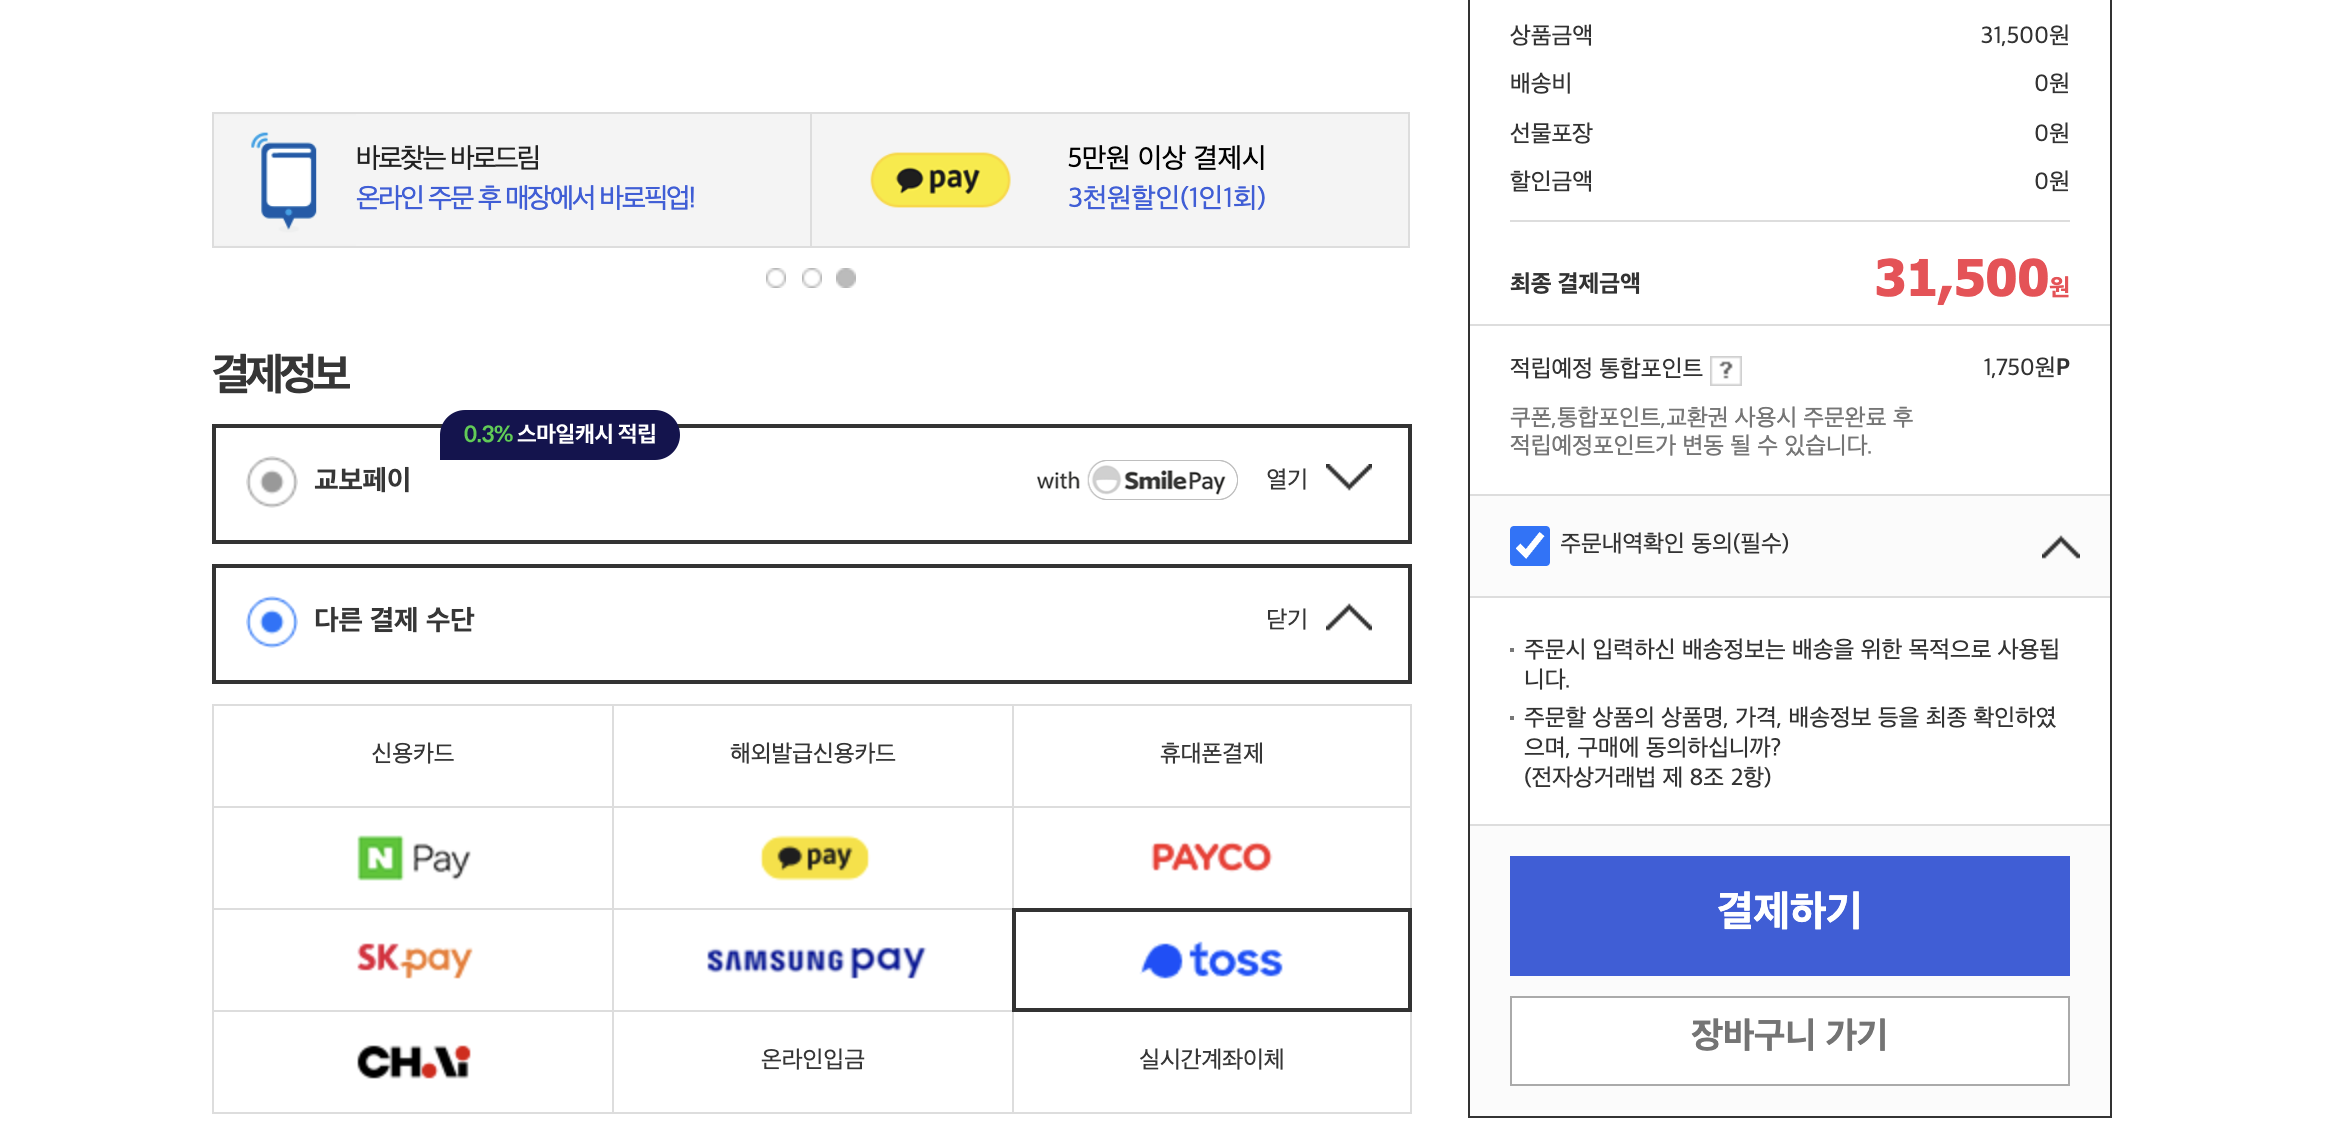 바로찾는 바로드림
온라인 주문 후 매장에서 바로픽업!
pay
5만원 이상 결제시
3천원할인(1인1회)
결제정보
0.3% 스마일캐시 적립
교보페이
with SmilePay 열기
다른 결제 수단
닫기
신용카드
해외발급신용카드
휴대폰결제
N Pay
pay
PAYCO
SK pay
SAMSUNG pay
toss
CHAi
온라인입금
실시간계좌이체
상품금액 31,500원
배송비 0원
선물포장 0원
할인금액 0원
최종 결제금액 31,500원
적립예정 통합포인트 ? 1,750원P
쿠폰,통합포인트,교환권 사용시 주문완료 후
적립예정포인트가 변동 될 수 있습니다.
주문내역확인 동의(필수)
· 주문시 입력하신 배송정보는 배송을 위한 목적으로 사용됩
니다.
· 주문할 상품의 상품명, 가격, 배송정보 등을 최종 확인하였
으며, 구매에 동의하십니까?
(전자상거래법 제 8조 2항)
결제하기
장바구니 가기